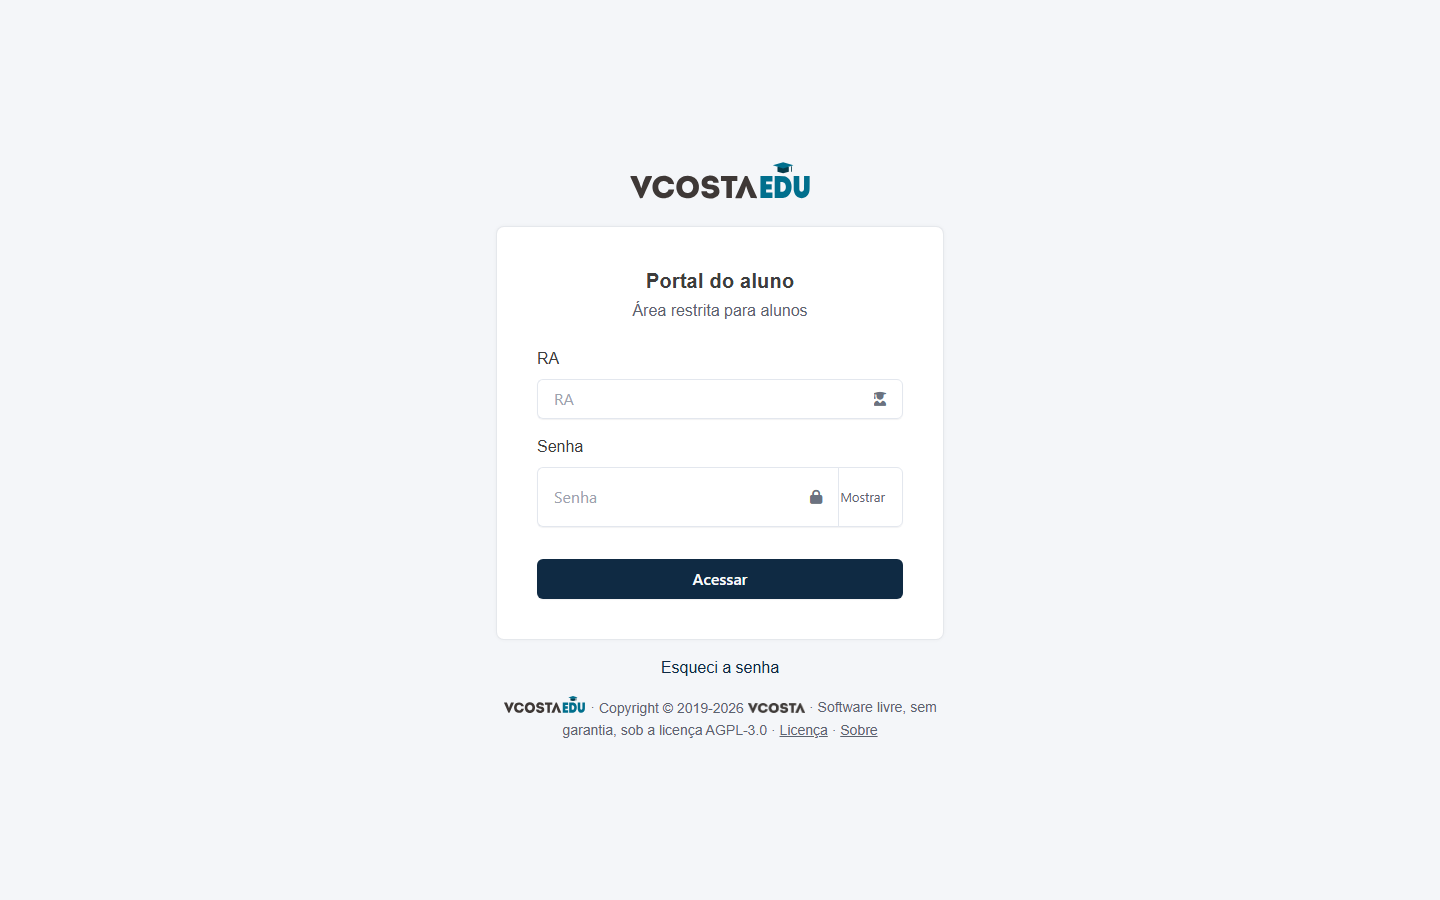 VCOSTAEDU
Portal do aluno
Área restrita para alunos
RA
RA
Senha
Senha
Mostrar
Acessar
Esqueci a senha
VCOSTAEDU · Copyright © 2019-2026 VCOSTA · Software livre, sem
garantia, sob a licença AGPL-3.0 · Licença · Sobre